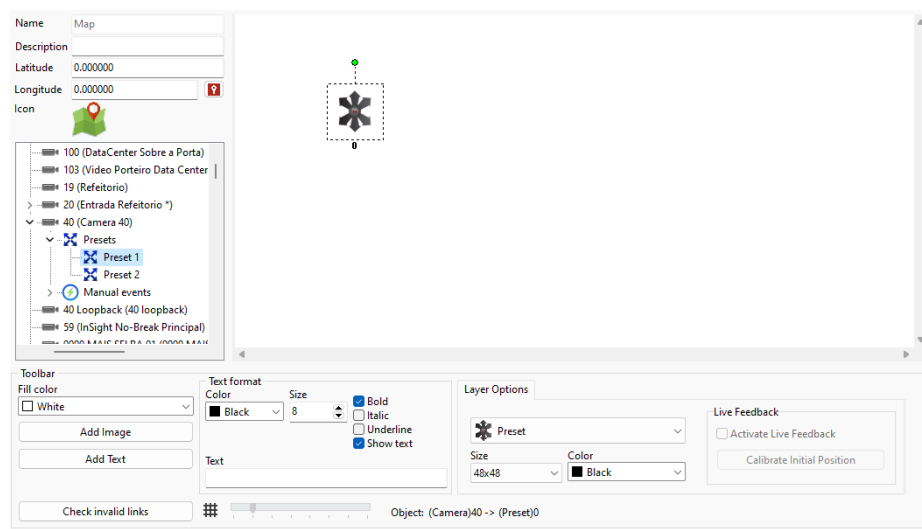 Name Map
Description
Latitude 0.000000
Longitude 0.000000
Icon
100 (DataCenter Sobre a Porta)
103 (Video Porteiro Data Center
19 (Refeitorio)
20 (Entrada Refeitorio *)
40 (Camera 40)
Presets
Preset 1
Preset 2
Manual events
40 Loopback (40 loopback)
59 (InSight No-Break Principal)
0
Toolbar
Fill color
White
Add Image
Add Text
Check invalid links
Text format
Color Size
Black 8
Bold
Italic
Underline
Show text
Text
Layer Options
Preset
Size Color
48x48 Black
Live Feedback
Activate Live Feedback
Calibrate Initial Position
Object: (Camera)40 -> (Preset)0